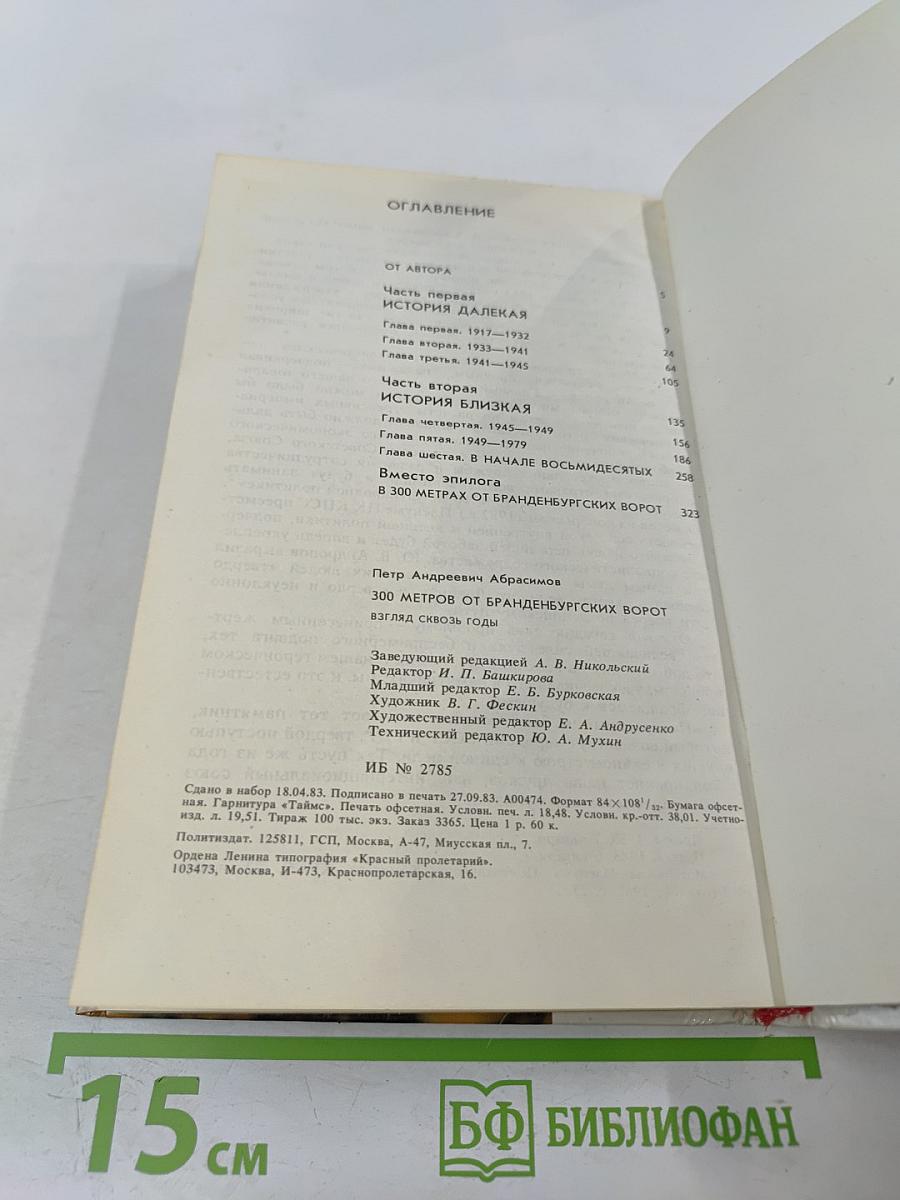 ОГЛАВЛЕНИЕ
ОТ АВТОРА 5
Часть первая
ИСТОРИЯ ДАЛЕКАЯ 9
Глава первая. 1917—1932 24
Глава вторая. 1933—1941 64
Глава третья. 1941—1945 105
Часть вторая
ИСТОРИЯ БЛИЗКАЯ 135
Глава четвертая. 1945—1949 156
Глава пятая. 1949—1979 186
Глава шестая. В НАЧАЛЕ ВОСЬМИДЕСЯТЫХ 258
Вместо эпилога
В 300 МЕТРАХ ОТ БРАНДЕНБУРГСКИХ ВОРОТ 323
Петр Андреевич Абрасимов
300 МЕТРОВ ОТ БРАНДЕНБУРГСКИХ ВОРОТ
ВЗГЛЯД СКВОЗЬ ГОДЫ
Заведующий редакцией А. В. Никольский
Редактор И. П. Башкирова
Младший редактор Е. Б. Бурковская
Художник В. Г. Фескин
Художественный редактор Е. А. Андрусенко
Технический редактор Ю. А. Мухин
ИБ № 2785
Сдано в набор 18.04.83. Подписано в печать 27.09.83. А00474. Формат 84×108¹/₃₂. Бумага офсет-
ная. Гарнитура «Таймс». Печать офсетная. Условн. печ. л. 18,48. Условн. кр.-отт. 38,01. Учетно-
изд. л. 19,51. Тираж 100 тыс. экз. Заказ 3365. Цена 1 р. 60 к.
Политиздат. 125811, ГСП, Москва, А-47, Миусская пл., 7.
Ордена Ленина типография «Красный пролетарий».
103473, Москва, И-473, Краснопролетарская, 16.
15 см
БФ БИБЛИОФАН